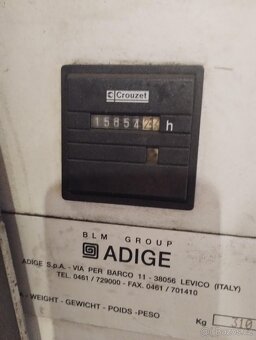 Crouzet
15854 h
BLM GROUP
ADIGE
ADIGE S.p.A. - VIA PER BARCO 11 - 38056 LEVICO (ITALY)
TEL. 0461 / 729000 - FAX. 0461 / 701410
WEIGHT - GEWICHT - POIDS - PESO
Kg